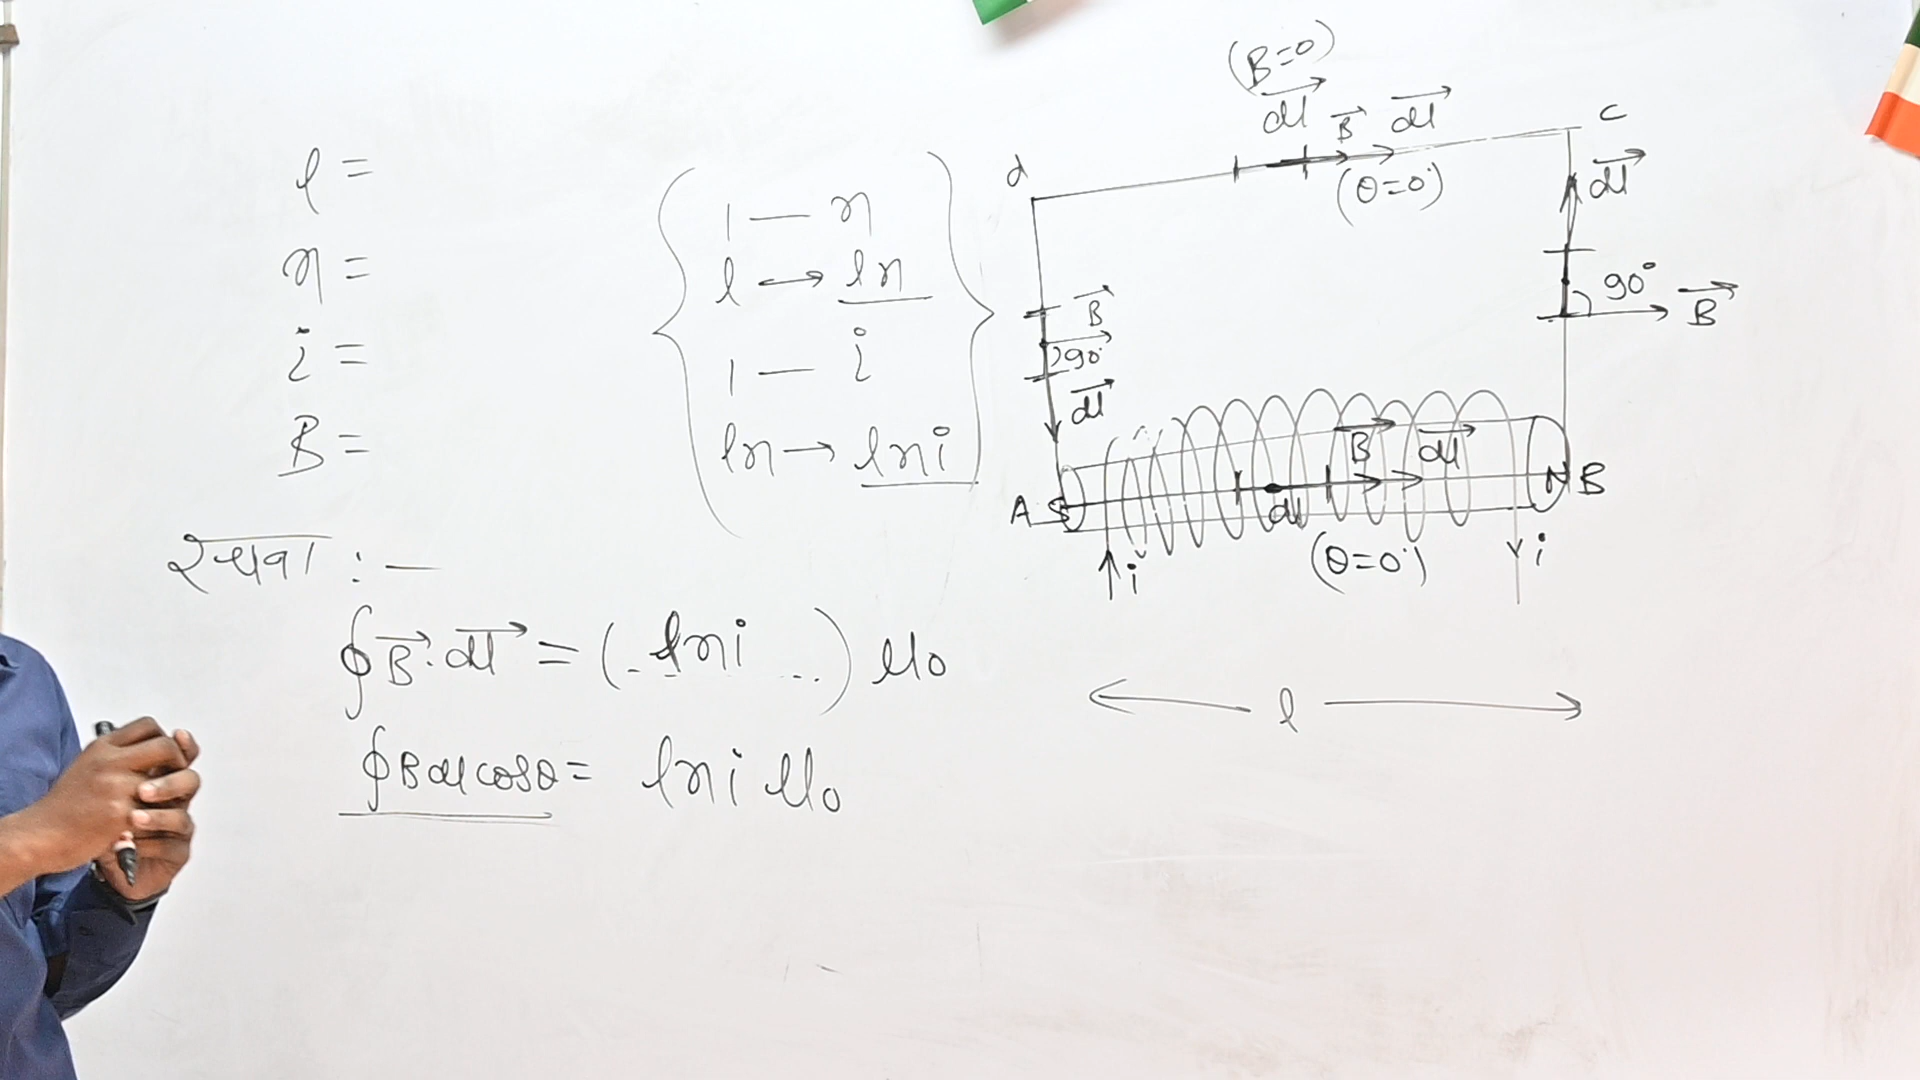 l =
n =
i =
B =
1 — n
l → ln
1 — i
ln → lni
रचना : —
∮B⃗.dl⃗ = (..lni...) μ₀
∮Bdlcosθ = lni μ₀
(B=0)
dl⃗ B⃗ dl⃗ C
d
(θ=0°)
dl⃗
90° B⃗
B⃗
90°
dl⃗
B⃗ dl⃗
A S N B
dl
(θ=0°)
i i
l